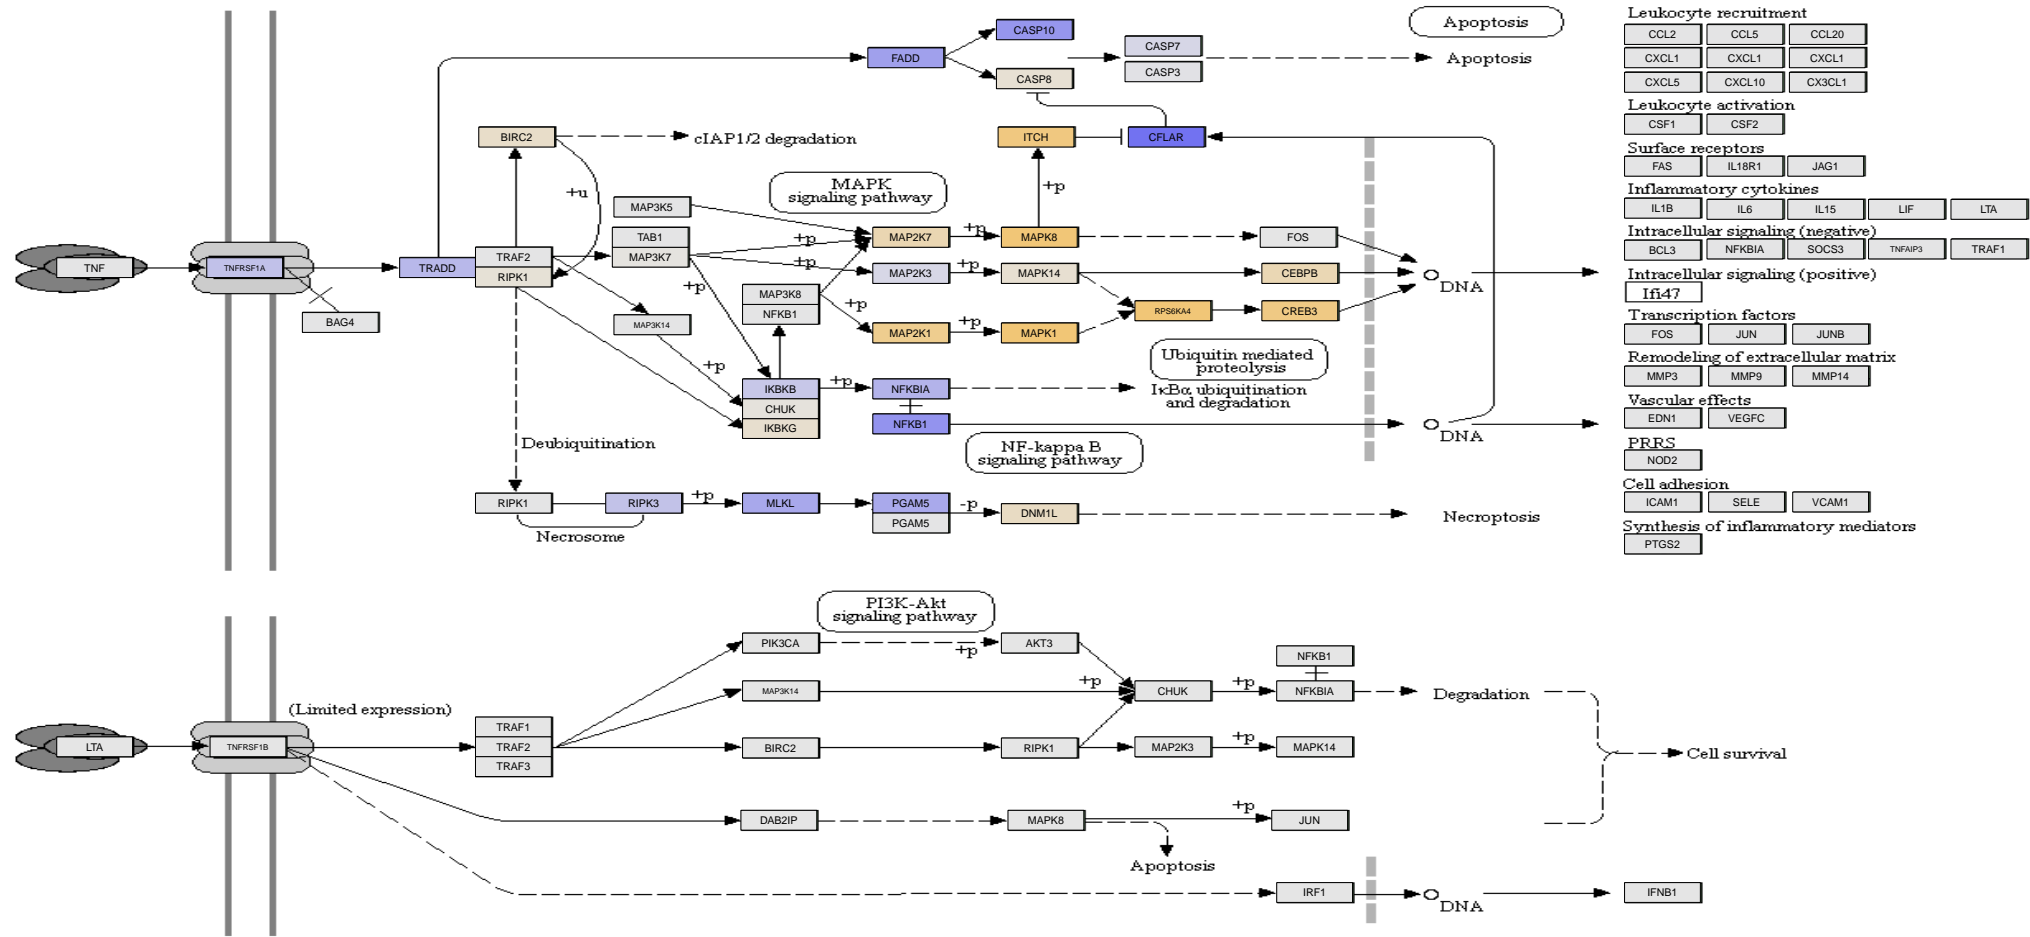 Apoptosis
CASP10
FADD
CASP7
CASP3
Apoptosis
CASP8
BIRC2
cIAP1/2 degradation
ITCH
CFLAR
+u
MAPK
signaling pathway
+p
MAP3K5
TAB1
MAP3K7
+p
+p
MAP2K7
+p
MAPK8
FOS
TNF
TNFRSF1A
TRADD
TRAF2
RIPK1
MAP2K3
+p
MAPK14
CEBPB
DNA
BAG4
+p
MAP3K8
NFKB1
+p
MAP3K14
MAP2K1
+p
MAPK1
RPS6KA4
CREB3
+p
Ubiquitin mediated
proteolysis
IKBKB
CHUK
IKBKG
+p
NFKBIA
IκBα ubiquitination
and degradation
NFKB1
DNA
Deubiquitination
NF-kappa B
signaling pathway
RIPK1
RIPK3
+p
MLKL
PGAM5
PGAM5
-p
DNM1L
Necroptosis
Necrosome
Leukocyte recruitment
CCL2 CCL5 CCL20
CXCL1 CXCL1 CXCL1
CXCL5 CXCL10 CX3CL1
Leukocyte activation
CSF1 CSF2
Surface receptors
FAS IL18R1 JAG1
Inflammatory cytokines
IL1B IL6 IL15 LIF LTA
Intracellular signaling (negative)
BCL3 NFKBIA SOCS3 TNFAIP3 TRAF1
Intracellular signaling (positive)
Ifi47
Transcription factors
FOS JUN JUNB
Remodeling of extracellular matrix
MMP3 MMP9 MMP14
Vascular effects
EDN1 VEGFC
PRRS
NOD2
Cell adhesion
ICAM1 SELE VCAM1
Synthesis of inflammatory mediators
PTGS2
PI3K-Akt
signaling pathway
PIK3CA
+p
AKT3
NFKB1
MAP3K14
+p
CHUK
+p
NFKBIA
Degradation
(Limited expression)
LTA
TNFRSF1B
TRAF1
TRAF2
TRAF3
BIRC2
RIPK1
MAP2K3
+p
MAPK14
Cell survival
DAB2IP
MAPK8
+p
JUN
Apoptosis
IRF1
DNA
IFNB1